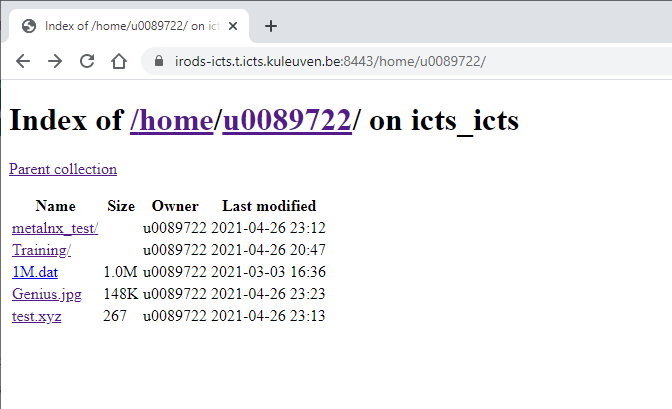 Index of /home/u0089722/ on ic
irods-icts.t.icts.kuleuven.be:8443/home/u0089722/
Index of /home/u0089722/ on icts_icts
Parent collection
Name Size Owner Last modified
metalnx_test/ u0089722 2021-04-26 23:12
Training/ u0089722 2021-04-26 20:47
1M.dat 1.0M u0089722 2021-03-03 16:36
Genius.jpg 148K u0089722 2021-04-26 23:23
test.xyz 267 u0089722 2021-04-26 23:13